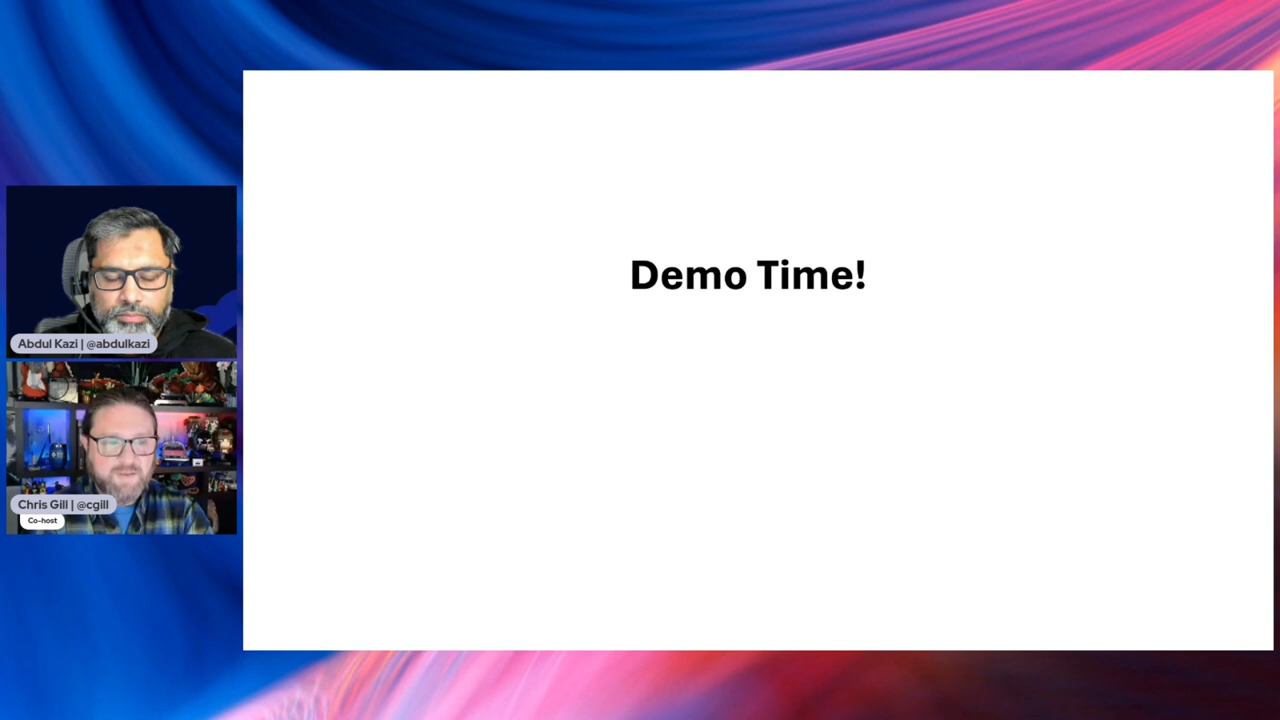 Demo Time!
Abdul Kazi | @abdulkazi
Chris Gill | @cgill
Co-host